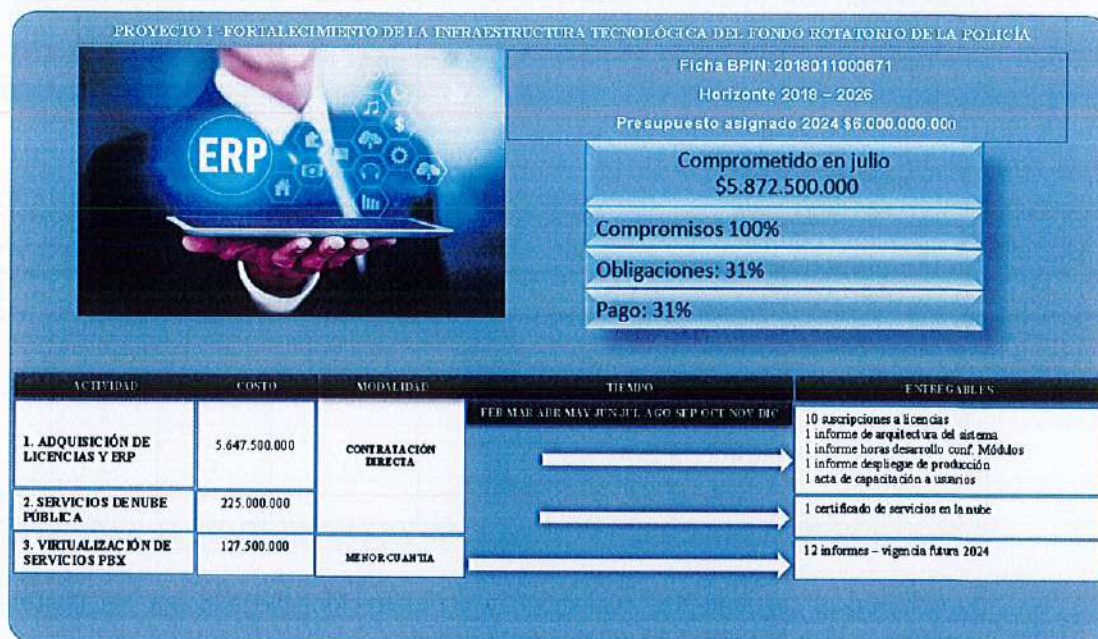 PROYECTO 1 -FORTALECIMIENTO DE LA INFRAESTRUCTURA TECNOLÓGICA DEL FONDO ROTATORIO DE LA POLICÍA
Ficha BPIN: 2018011000671
Horizonte 2018 – 2026
Presupuesto asignado 2024 $6.000.000.000
ERP
Comprometido en julio
$5.872.500.000
Compromisos 100%
Obligaciones: 31%
Pago: 31%
ACTIVIDAD COSTO MODALIDAD TIEMPO ENTREGABLES
FEB MAR ABR MAY JUN JUL AGO SEP OCT NOV DIC
1. ADQUISICIÓN DE
LICENCIAS Y ERP
5.647.500.000
CONTRATACIÓN
DIRECTA
10 suscripciones a licencias
1 informe de arquitectura del sistema
1 informe horas desarrollo conf. Módulos
1 informe despliegue de producción
1 acta de capacitación a usuarios
2. SERVICIOS DE NUBE
PÚBLICA
225.000.000
1 certificado de servicios en la nube
3. VIRTUALIZACIÓN DE
SERVICIOS PBX
127.500.000
MENOR CUANTIA
12 informes – vigencia futura 2024